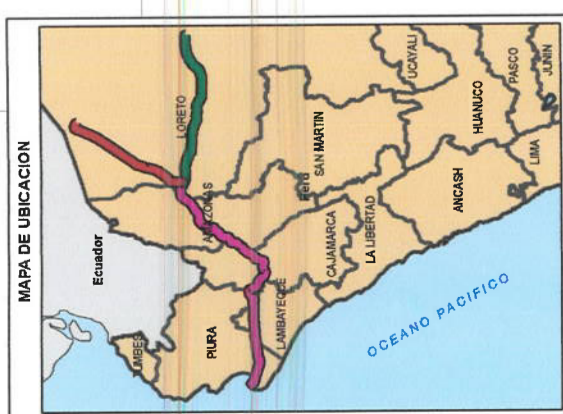 MAPA DE UBICACION
Ecuador
LORETO
TUMBES
AMAZONAS
PIURA
UCAYALI
SAN MARTIN
Perú
LAMBAYEQUE
CAJAMARCA
HUANUCO
LA LIBERTAD
PASCO
ANCASH
JUNIN
LIMA
OCEANO PACIFICO